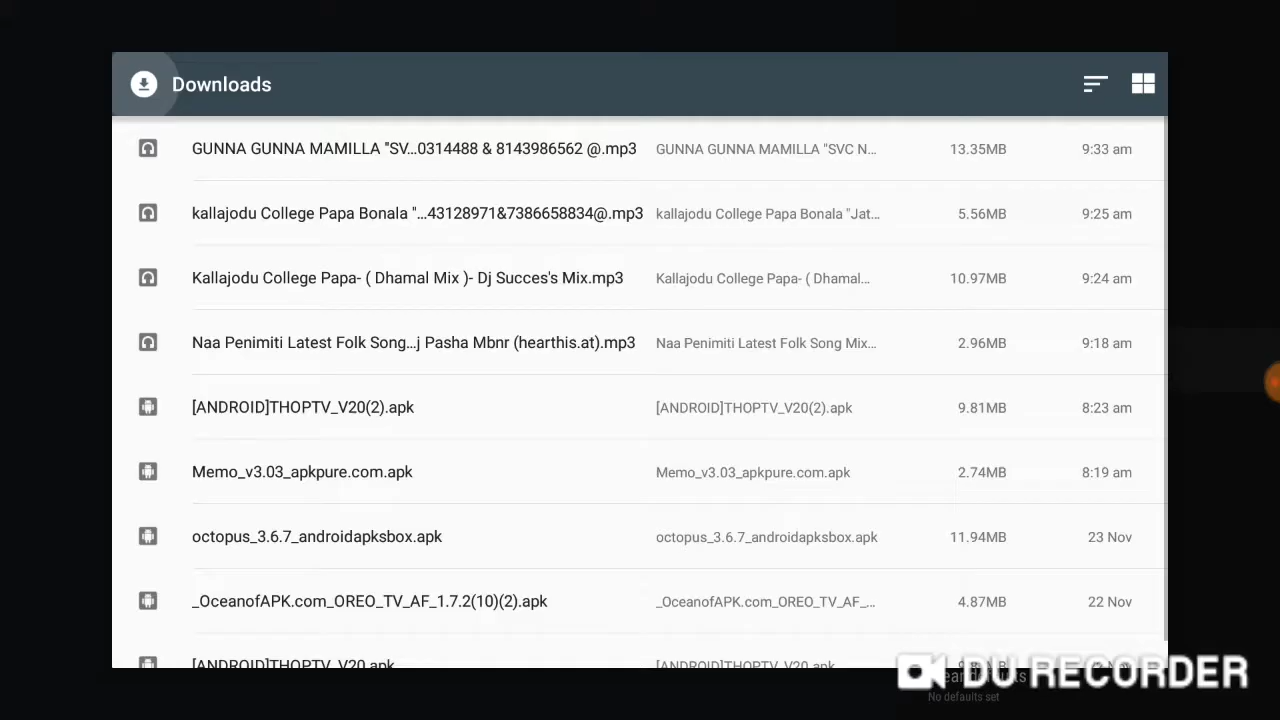 Downloads
GUNNA GUNNA MAMILLA "SV...0314488 & 8143986562 @.mp3 GUNNA GUNNA MAMILLA "SVC N... 13.35MB 9:33 am
kallajodu College Papa Bonala "...43128971&7386658834@.mp3 kallajodu College Papa Bonala "Jat... 5.56MB 9:25 am
Kallajodu College Papa- ( Dhamal Mix )- Dj Succes's Mix.mp3 Kallajodu College Papa- ( Dhamal... 10.97MB 9:24 am
Naa Penimiti Latest Folk Song...j Pasha Mbnr (hearthis.at).mp3 Naa Penimiti Latest Folk Song Mix... 2.96MB 9:18 am
[ANDROID]THOPTV_V20(2).apk [ANDROID]THOPTV_V20(2).apk 9.81MB 8:23 am
Memo_v3.03_apkpure.com.apk Memo_v3.03_apkpure.com.apk 2.74MB 8:19 am
octopus_3.6.7_androidapksbox.apk octopus_3.6.7_androidapksbox.apk 11.94MB 23 Nov
_OceanofAPK.com_OREO_TV_AF_1.7.2(10)(2).apk _OceanofAPK.com_OREO_TV_AF_... 4.87MB 22 Nov
[ANDROID]THOPTV_V20.apk [ANDROID]THOPTV_V20.apk
DU RECORDER
No defaults set